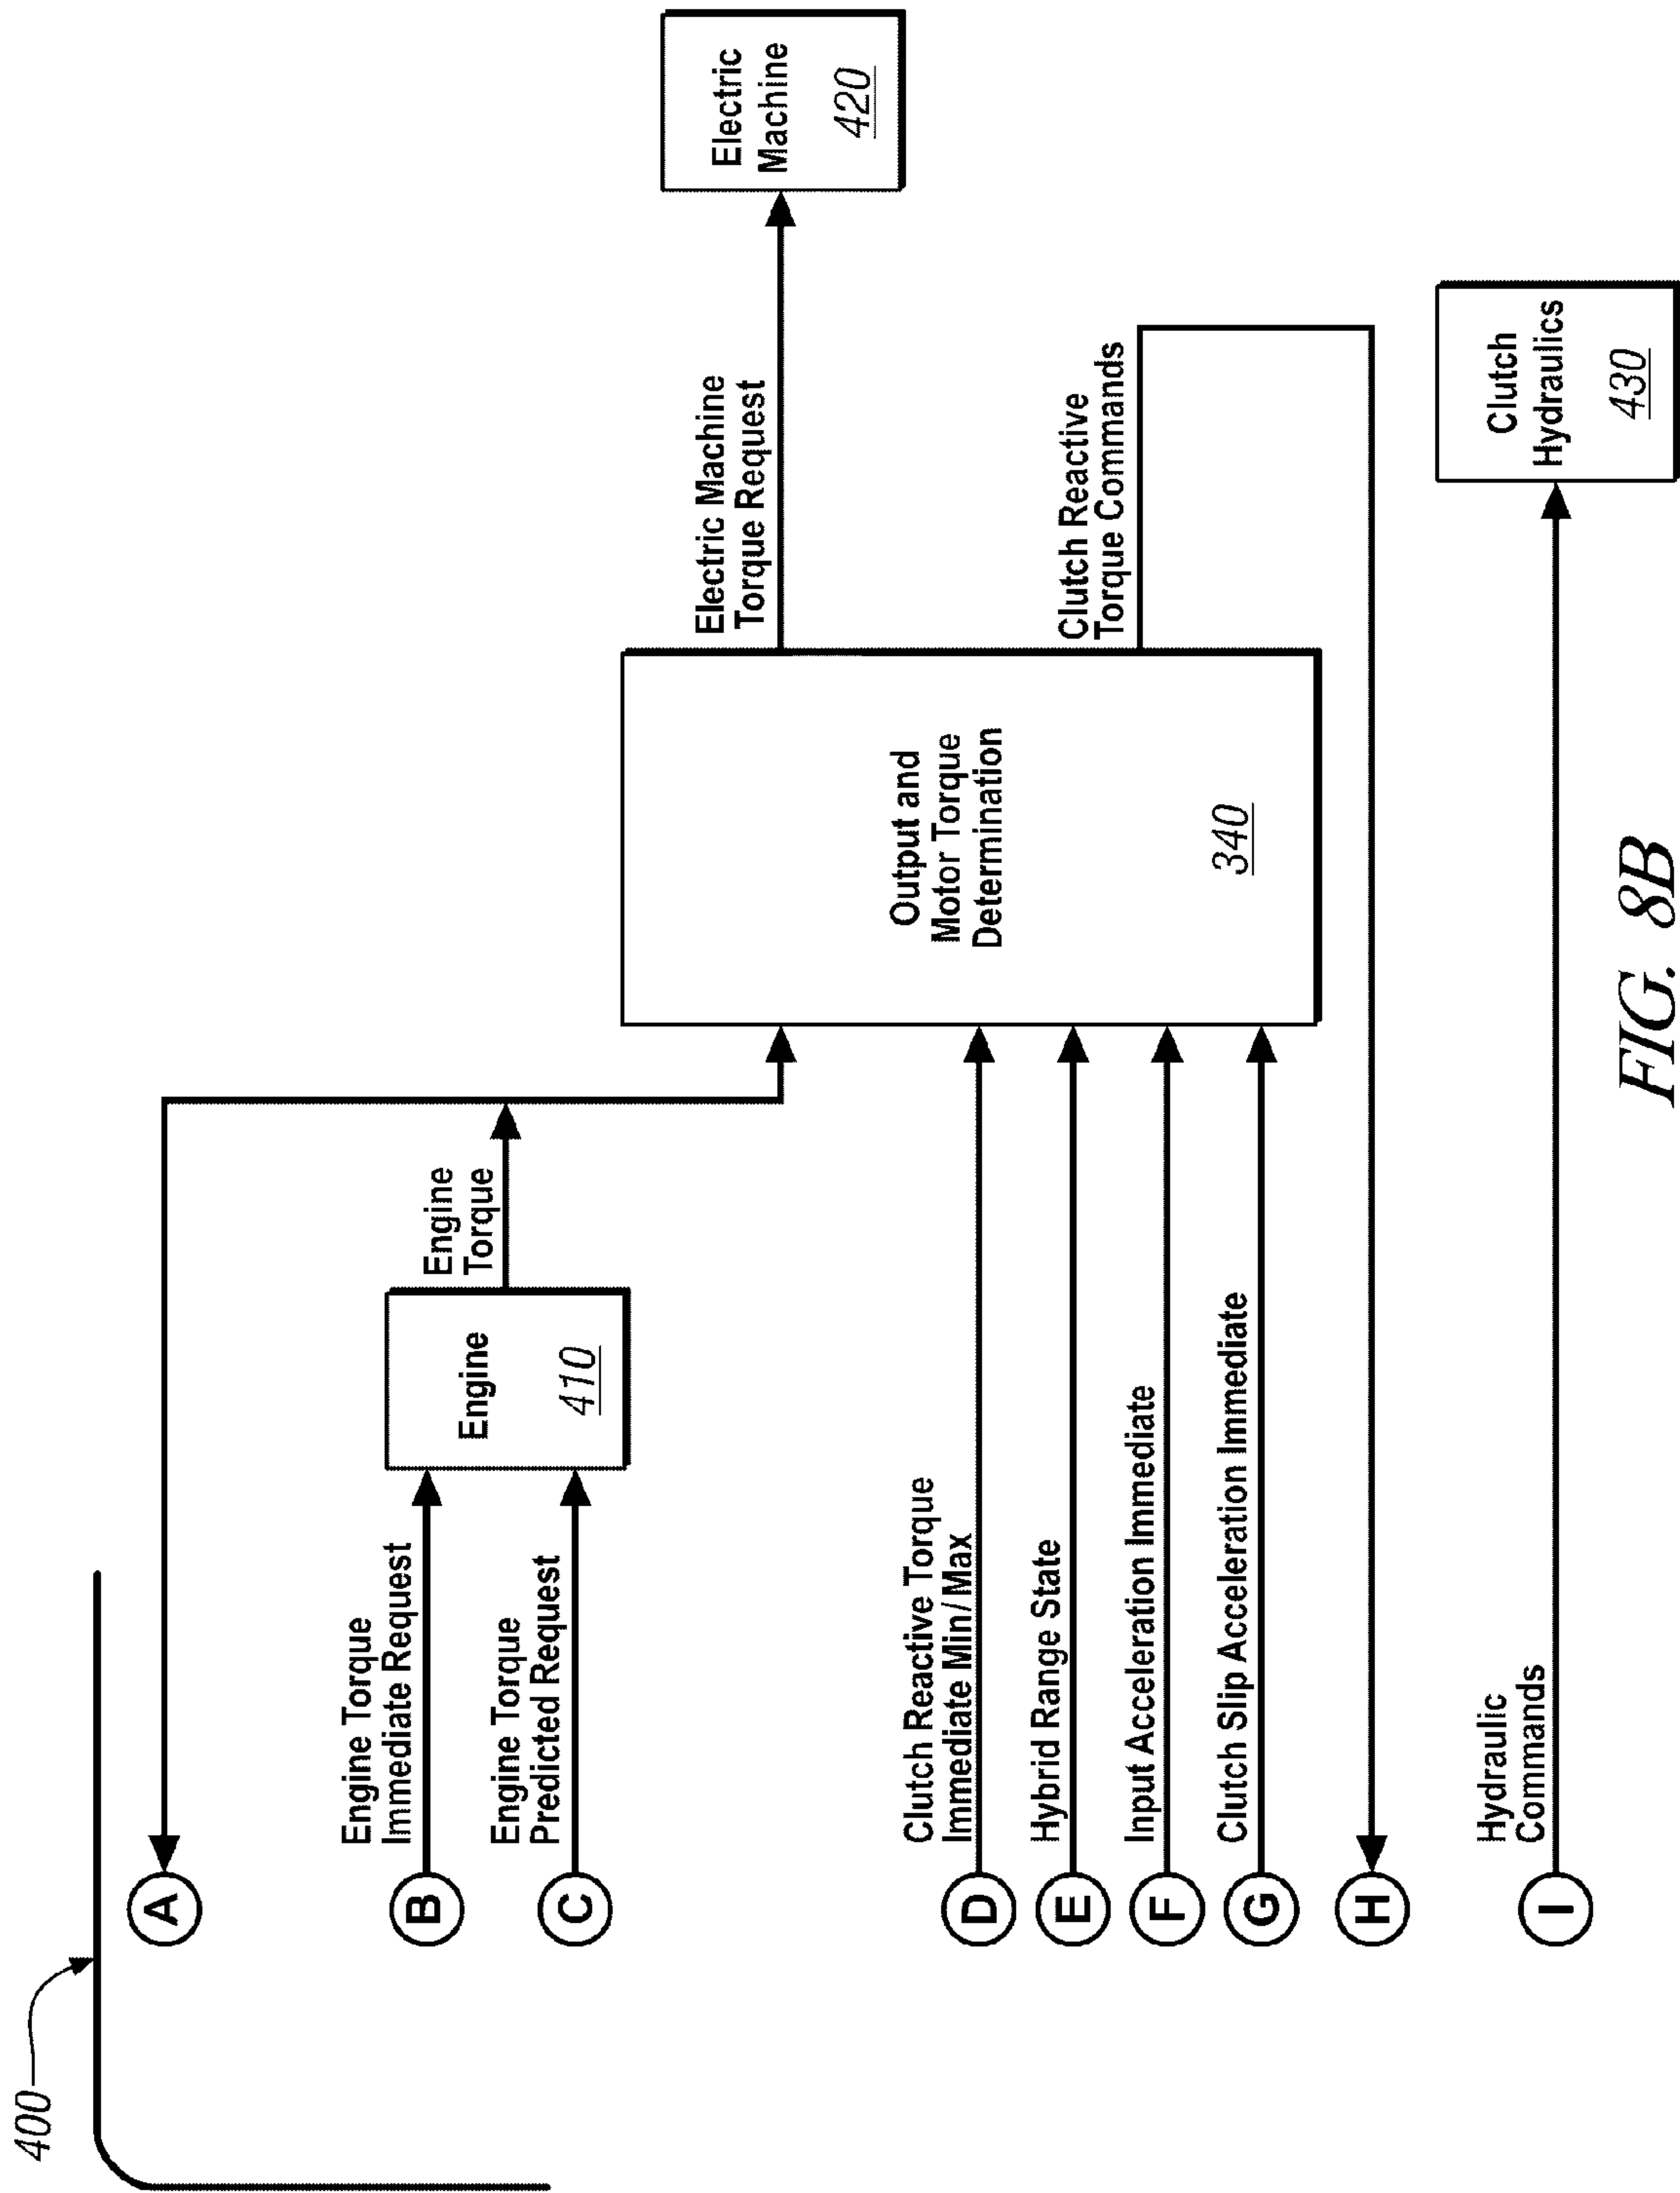 400
A
B
C
D
E
F
G
H
I
Engine Torque
Immediate Request
Engine Torque
Predicted Request
Engine
410
Engine
Torque
Clutch Reactive Torque
Immediate Min/Max
Hybrid Range State
Input Acceleration Immediate
Clutch Slip Acceleration Immediate
Output and
Motor Torque
Determination
340
Electric Machine
Torque Request
Electric
Machine
420
Clutch Reactive
Torque Commands
Hydraulic
Commands
Clutch
Hydraulics
430
FIG. 8B